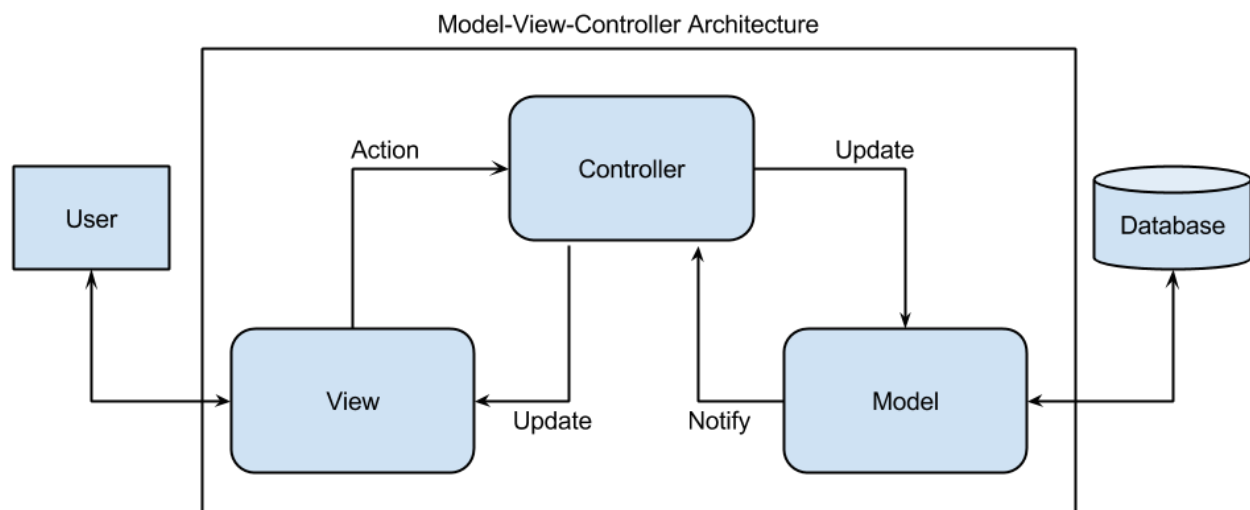 Model-View-Controller Architecture
Action
Controller
Update
User
Database
View
Update
Notify
Model